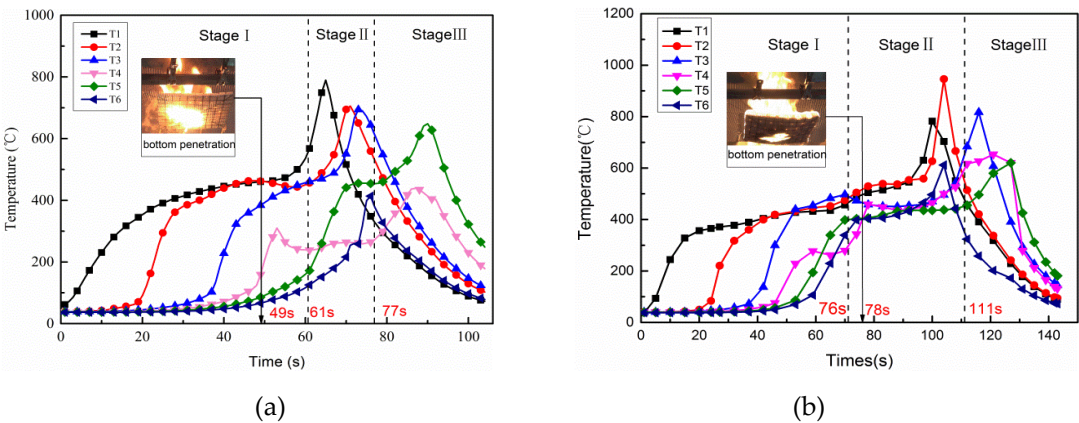 1000
800
600
400
200
0
0
20
40
60
80
100
Temperature (℃)
Time (s)
T1
T2
T3
T4
T5
T6
Stage Ⅰ
Stage Ⅱ
StageⅢ
bottom penetration
49s
61s
77s
(a)
1200
1000
800
600
400
200
0
0
20
40
60
80
100
120
140
Temperature(℃)
Times(s)
T1
T2
T3
T4
T5
T6
Stage Ⅰ
Stage Ⅱ
StageⅢ
bottom penetration
76s
78s
111s
(b)